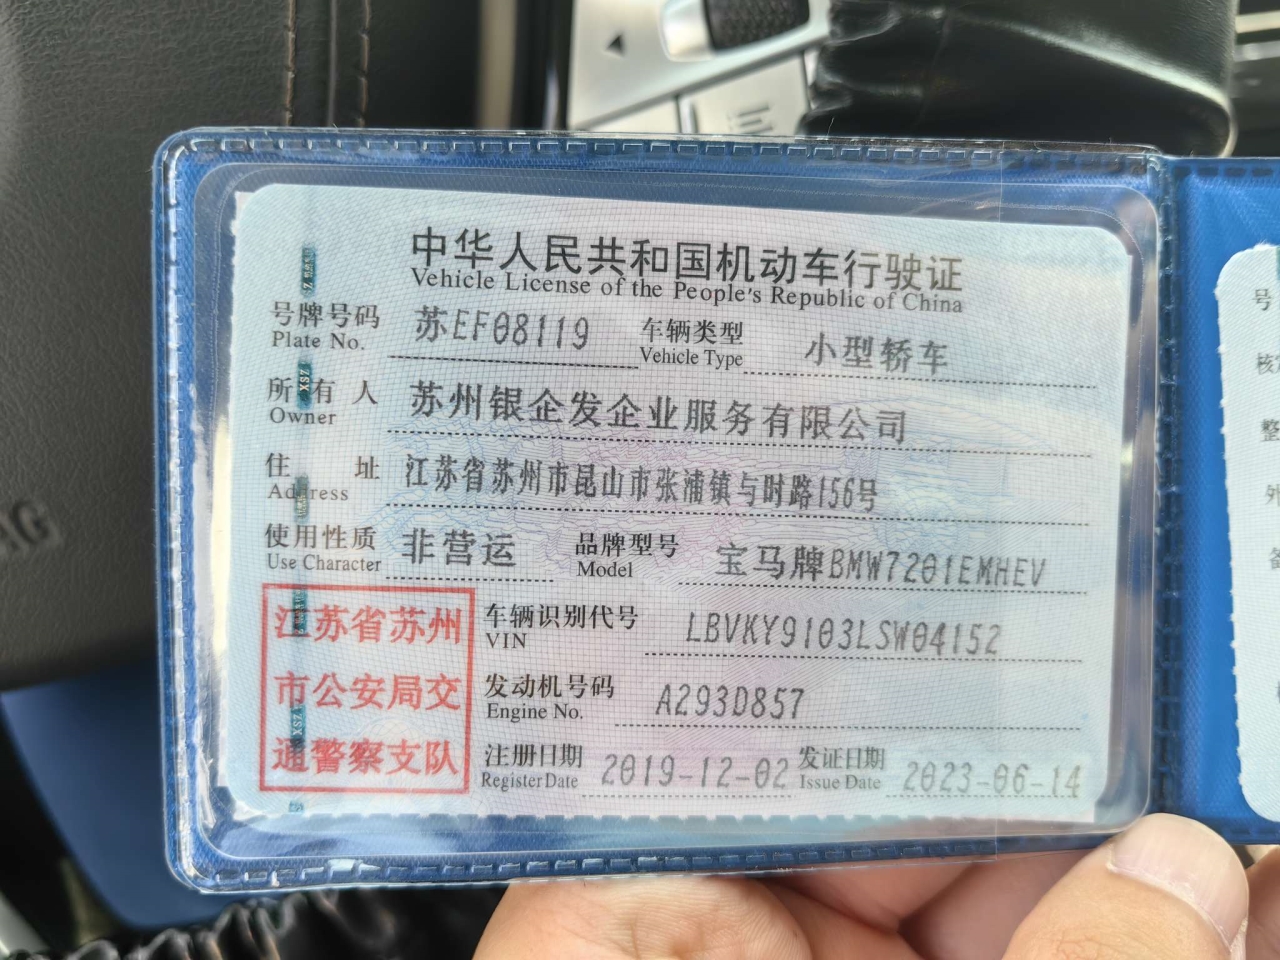 中华人民共和国机动车行驶证
Vehicle License of the People's Republic of China
号牌号码 苏EF08119 车辆类型 小型轿车
Plate No. Vehicle Type
所有人 苏州银企发企业服务有限公司
Owner
住址 江苏省苏州市昆山市张浦镇与时路156号
Address
使用性质 非营运 品牌型号 宝马牌BMW7201EMHEV
Use Character Model
江苏省苏州
市公安局交
通警察支队
车辆识别代号 LBVKY9103LSW04152
VIN
发动机号码 A293D857
Engine No.
注册日期 2019-12-02 发证日期 2023-06-14
Register Date Issue Date
XSZ
XSZ
号
核
整